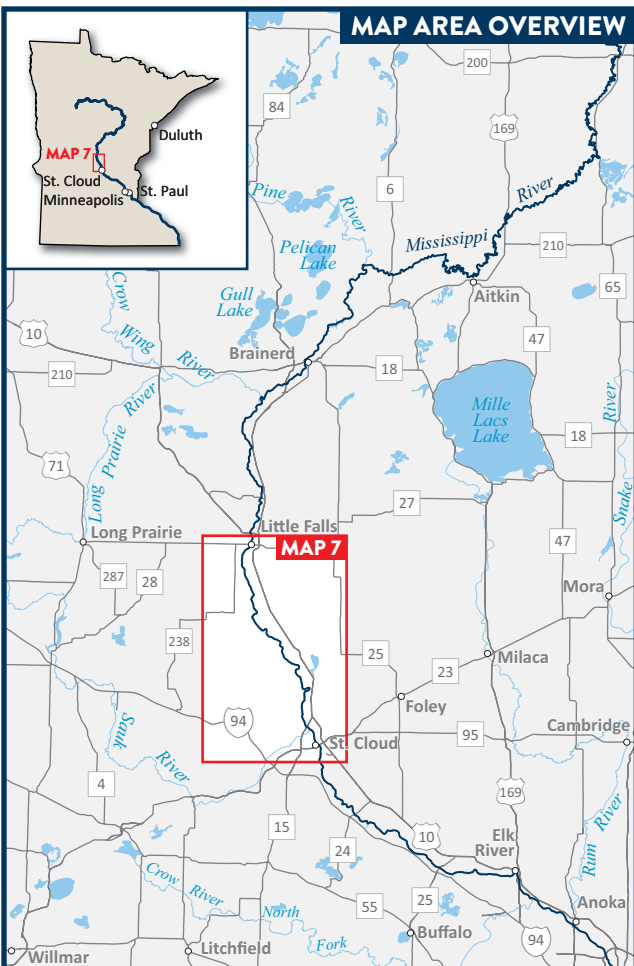 MAP AREA OVERVIEW
MAP 7
Duluth
St. Cloud
Minneapolis
St. Paul
200
84
169
6
Pine
River
Mississippi
River
210
Pelican
Lake
Aitkin
65
Gull
Lake
Crow
Wing
River
10
Brainerd
47
210
18
Mille
Lacs
Lake
18
River
Snake
Long
Prairie
River
71
27
Little Falls
MAP 7
Long Prairie
47
287
28
Mora
238
25
Milaca
23
Foley
94
Cambridge
Sauk
River
St. Cloud
95
4
169
15
10
Elk
River
Rum
River
24
Crow
River
North
Fork
55
25
Anoka
Buffalo
94
Willmar
Litchfield